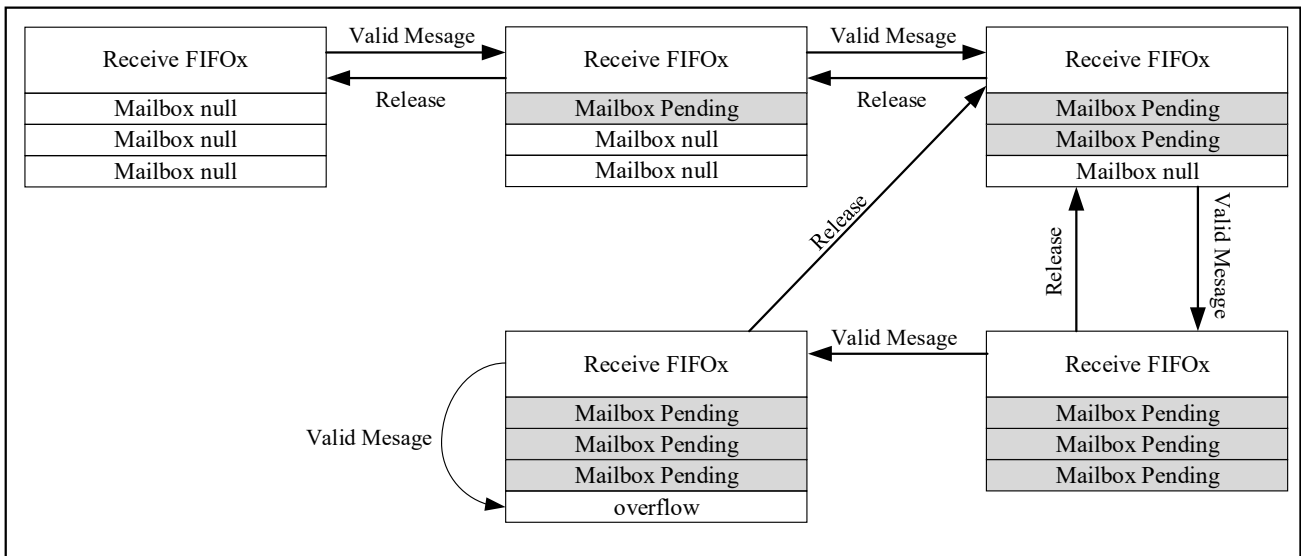 Receive FIFOx
Mailbox null
Mailbox null
Mailbox null
Valid Mesage
Release
Receive FIFOx
Mailbox Pending
Mailbox null
Mailbox null
Valid Mesage
Release
Receive FIFOx
Mailbox Pending
Mailbox Pending
Mailbox null
Release
Release
Valid Mesage
Receive FIFOx
Mailbox Pending
Mailbox Pending
Mailbox Pending
overflow
Valid Mesage
Valid Mesage
Receive FIFOx
Mailbox Pending
Mailbox Pending
Mailbox Pending